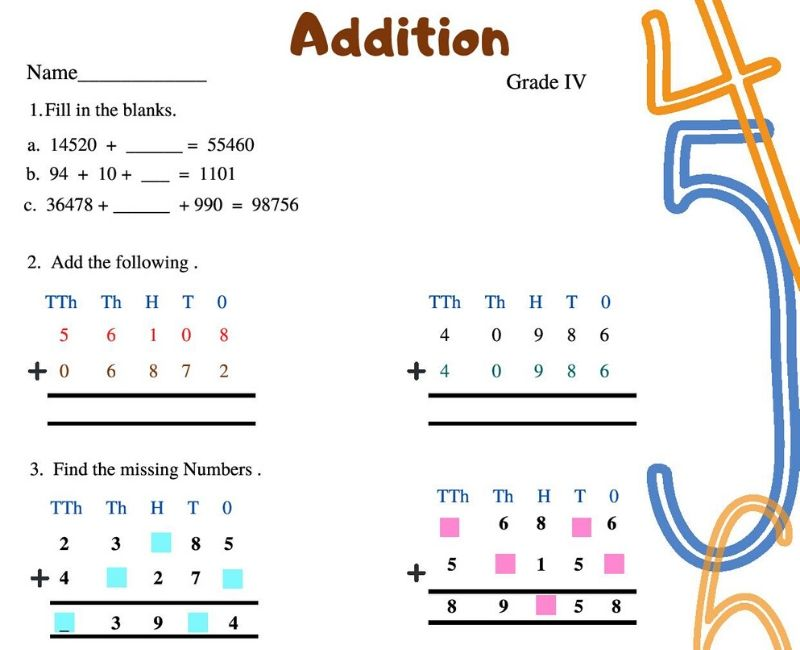 Addition
Name_____________
Grade IV
1.Fill in the blanks.
a. 14520 + ______ = 55460
b. 94 + 10 + ___ = 1101
c. 36478 + ______ + 990 = 98756
2. Add the following .
TTh Th H T 0
5 6 1 0 8
+ 0 6 8 7 2
TTh Th H T 0
4 0 9 8 6
+ 4 0 9 8 6
3. Find the missing Numbers .
TTh Th H T 0
2 3 8 5
+ 4 2 7
_ 3 9 4
TTh Th H T 0
6 8 6
+ 5 1 5
8 9 5 8
4
5
6